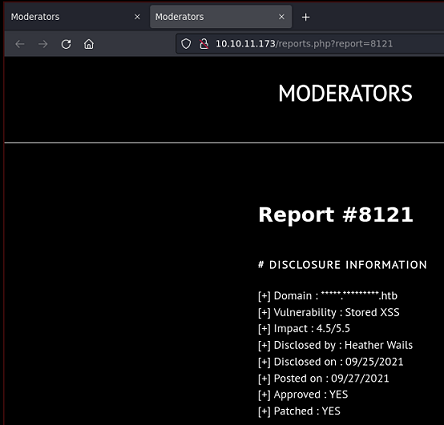 Moderators
Moderators
10.10.11.173/reports.php?report=8121
MODERATORS
Report #8121
# DISCLOSURE INFORMATION
[+] Domain : *****.*********.htb
[+] Vulnerability : Stored XSS
[+] Impact : 4.5/5.5
[+] Disclosed by : Heather Wails
[+] Disclosed on : 09/25/2021
[+] Posted on : 09/27/2021
[+] Approved : YES
[+] Patched : YES